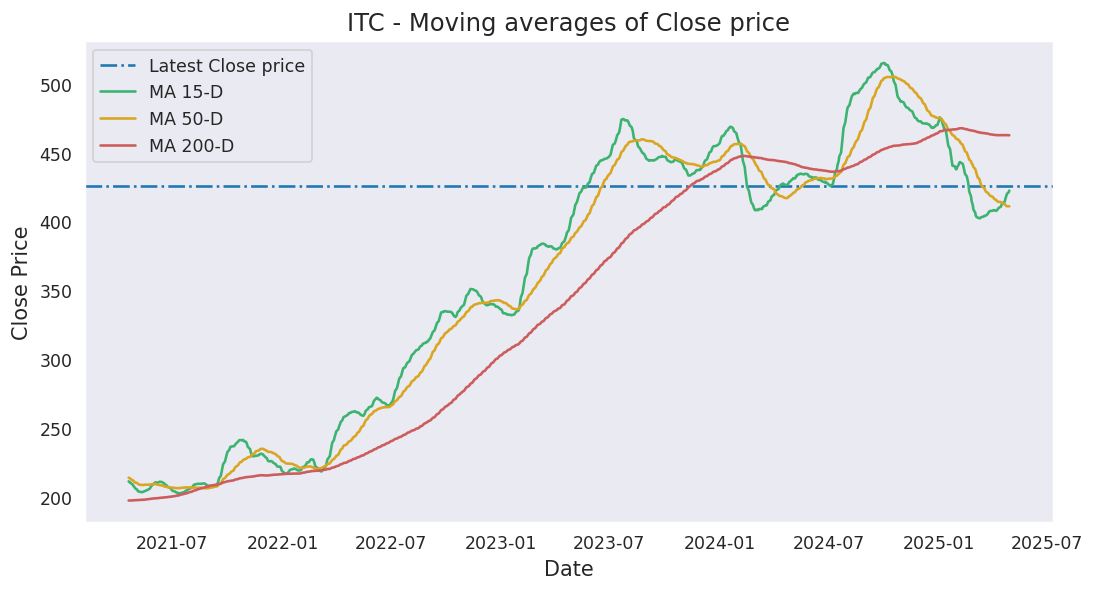 ITC - Moving averages of Close price
Latest Close price
MA 15-D
MA 50-D
MA 200-D
Close Price
500
450
400
350
300
250
200
2021-07 2022-01 2022-07 2023-01 2023-07 2024-01 2024-07 2025-01 2025-07
Date